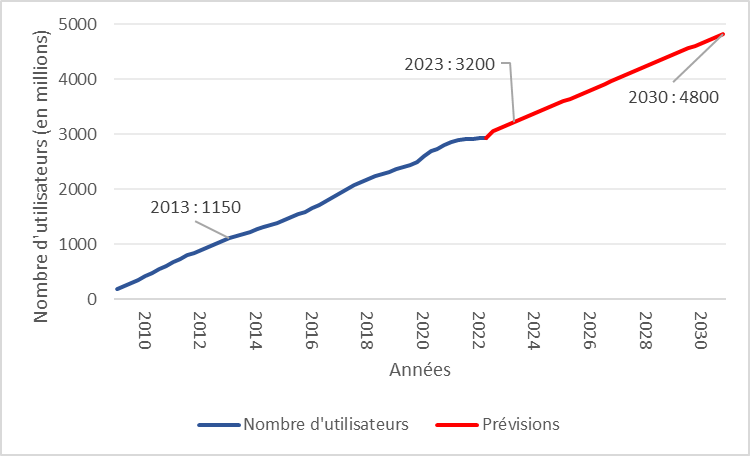 5000
4000
3000
2000
1000
0
Nombre d'utilisateurs (en millions)
2013 : 1150
2023 : 3200
2030 : 4800
2010
2012
2014
2016
2018
2020
2022
2024
2026
2028
2030
Années
Nombre d'utilisateurs
Prévisions